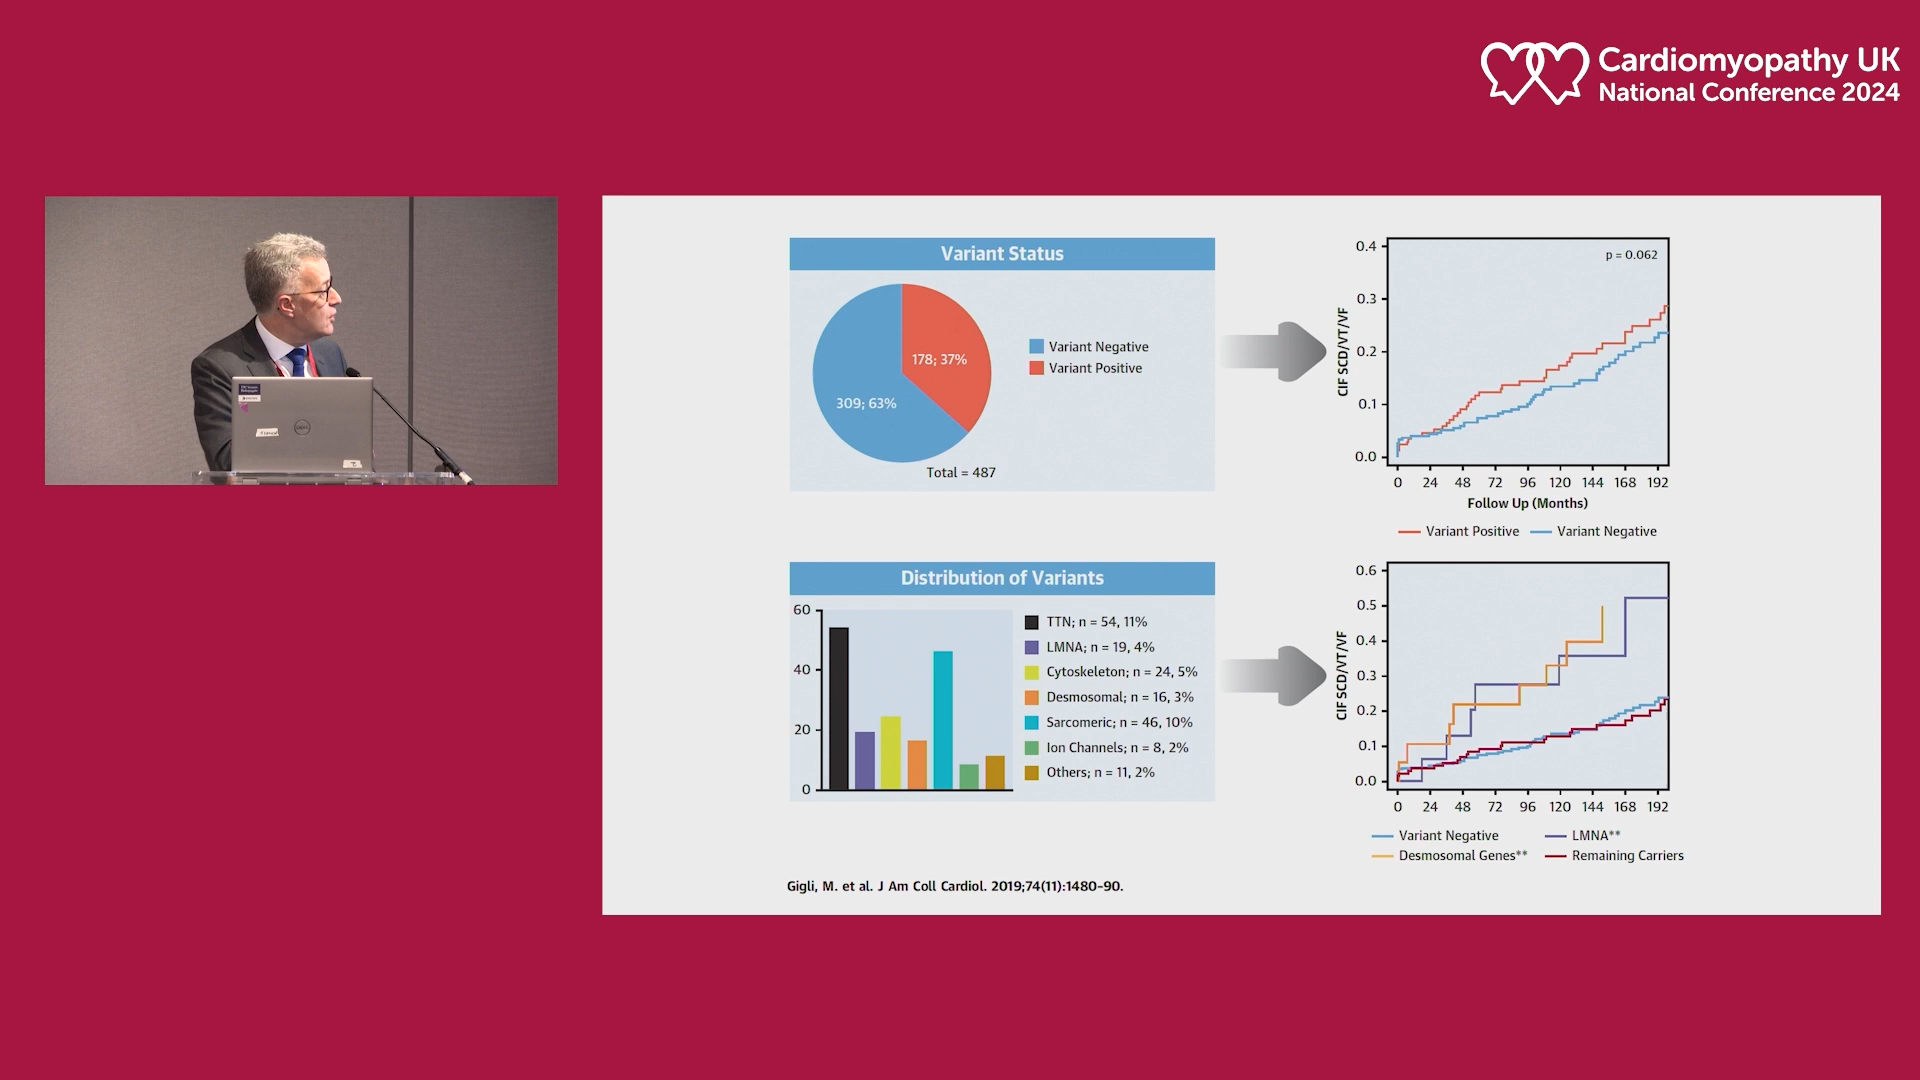 Cardiomyopathy UK
National Conference 2024
Variant Status
178; 37%
309; 63%
Variant Negative
Variant Positive
Total = 487
CIF SCD/VT/VF
0.4
0.3
0.2
0.1
0.0
p = 0.062
0 24 48 72 96 120 144 168 192
Follow Up (Months)
Variant Positive Variant Negative
Distribution of Variants
60
40
20
0
TTN; n = 54, 11%
LMNA; n = 19, 4%
Cytoskeleton; n = 24, 5%
Desmosomal; n = 16, 3%
Sarcomeric; n = 46, 10%
Ion Channels; n = 8, 2%
Others; n = 11, 2%
CIF SCD/VT/VF
0.6
0.5
0.4
0.3
0.2
0.1
0.0
0 24 48 72 96 120 144 168 192
Variant Negative LMNA**
Desmosomal Genes** Remaining Carriers
Gigli, M. et al. J Am Coll Cardiol. 2019;74(11):1480–90.